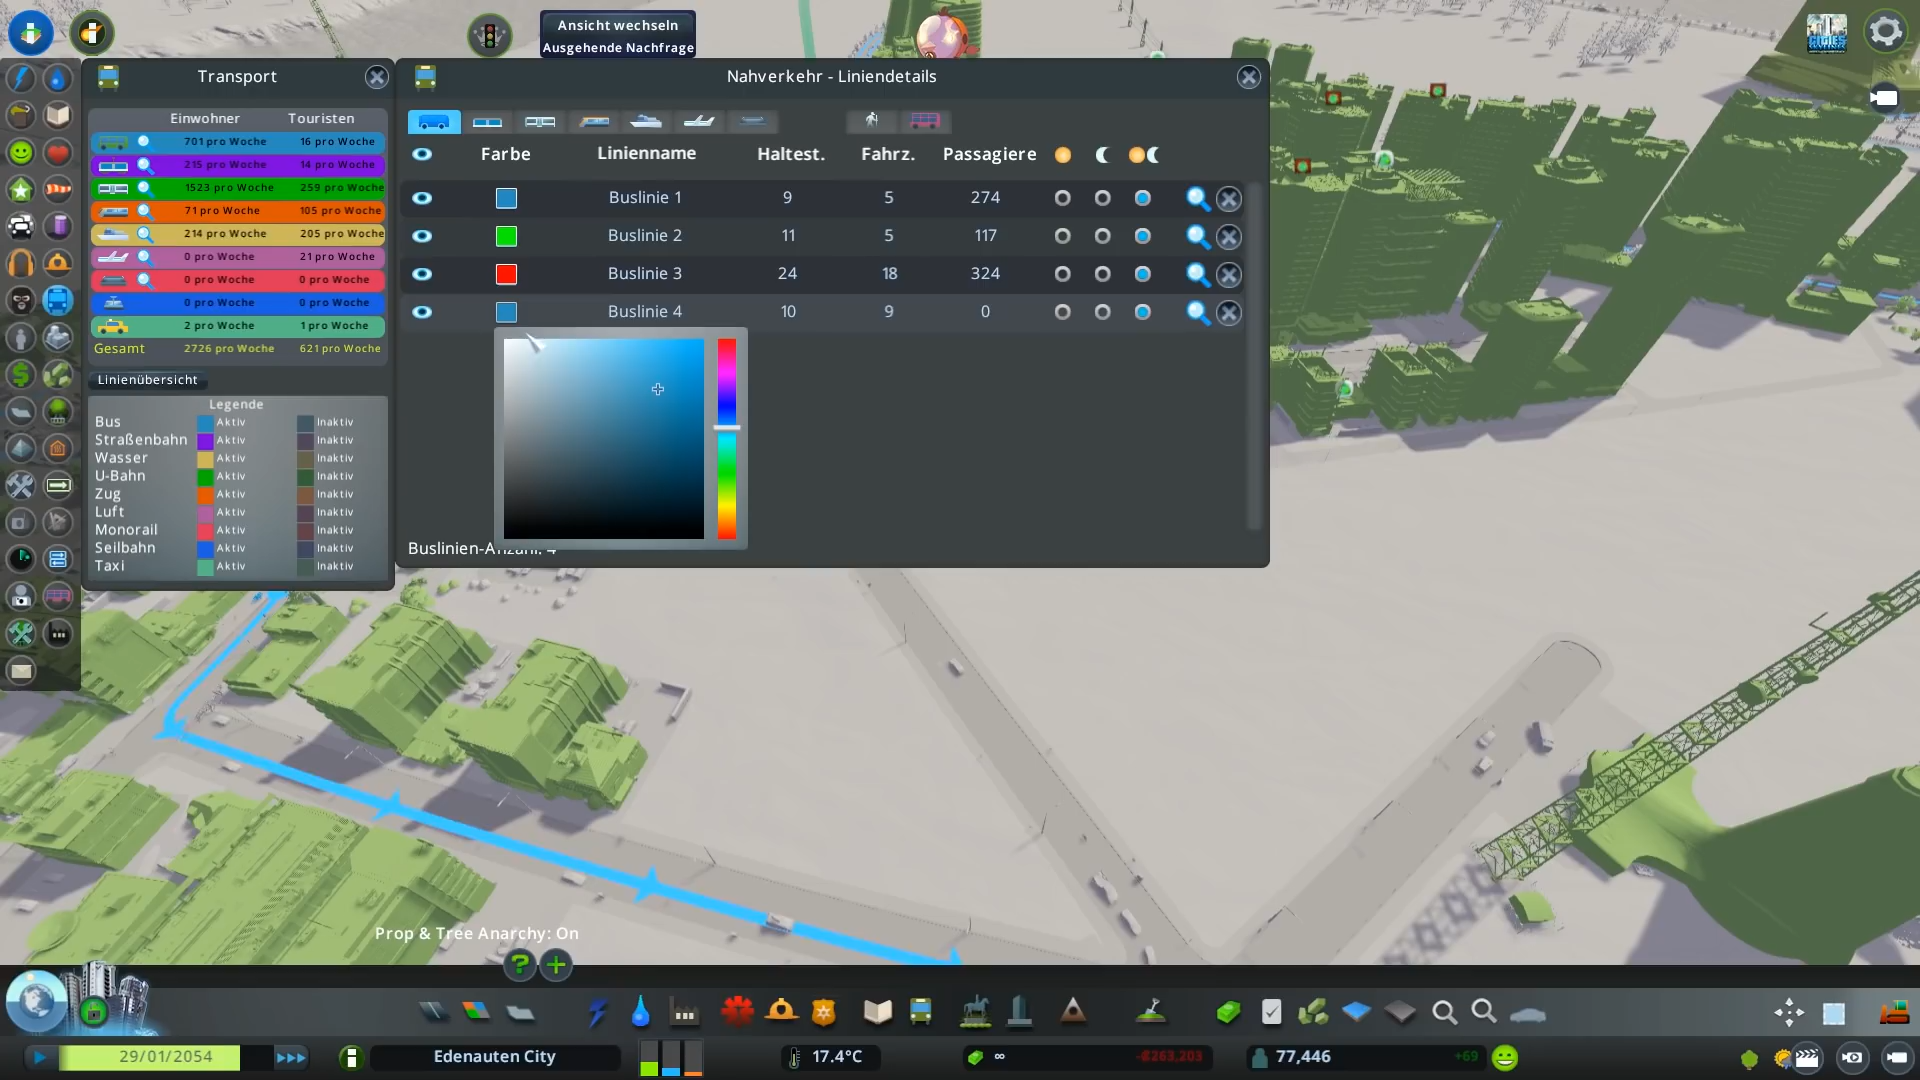 Ansicht wechseln
Ausgehende Nachfrage
Transport
Einwohner Touristen
701 pro Woche 16 pro Woche
215 pro Woche 14 pro Woche
1523 pro Woche 259 pro Woche
71 pro Woche 105 pro Woche
214 pro Woche 205 pro Woche
0 pro Woche 21 pro Woche
0 pro Woche 0 pro Woche
0 pro Woche 0 pro Woche
2 pro Woche 1 pro Woche
Gesamt 2726 pro Woche 621 pro Woche
Linienübersicht
Legende
Bus Aktiv Inaktiv
Straßenbahn Aktiv Inaktiv
Wasser Aktiv Inaktiv
U-Bahn Aktiv Inaktiv
Zug Aktiv Inaktiv
Luft Aktiv Inaktiv
Monorail Aktiv Inaktiv
Seilbahn Aktiv Inaktiv
Taxi Aktiv Inaktiv
Nahverkehr - Liniendetails
Farbe Linienname Haltest. Fahrz. Passagiere
Buslinie 1 9 5 274
Buslinie 2 11 5 117
Buslinie 3 24 18 324
Buslinie 4 10 9 0
Buslinien-Anzahl: 4
CITIES
Prop & Tree Anarchy: On
29/01/2054
Edenauten City
17.4°C
∞
77,446
+69